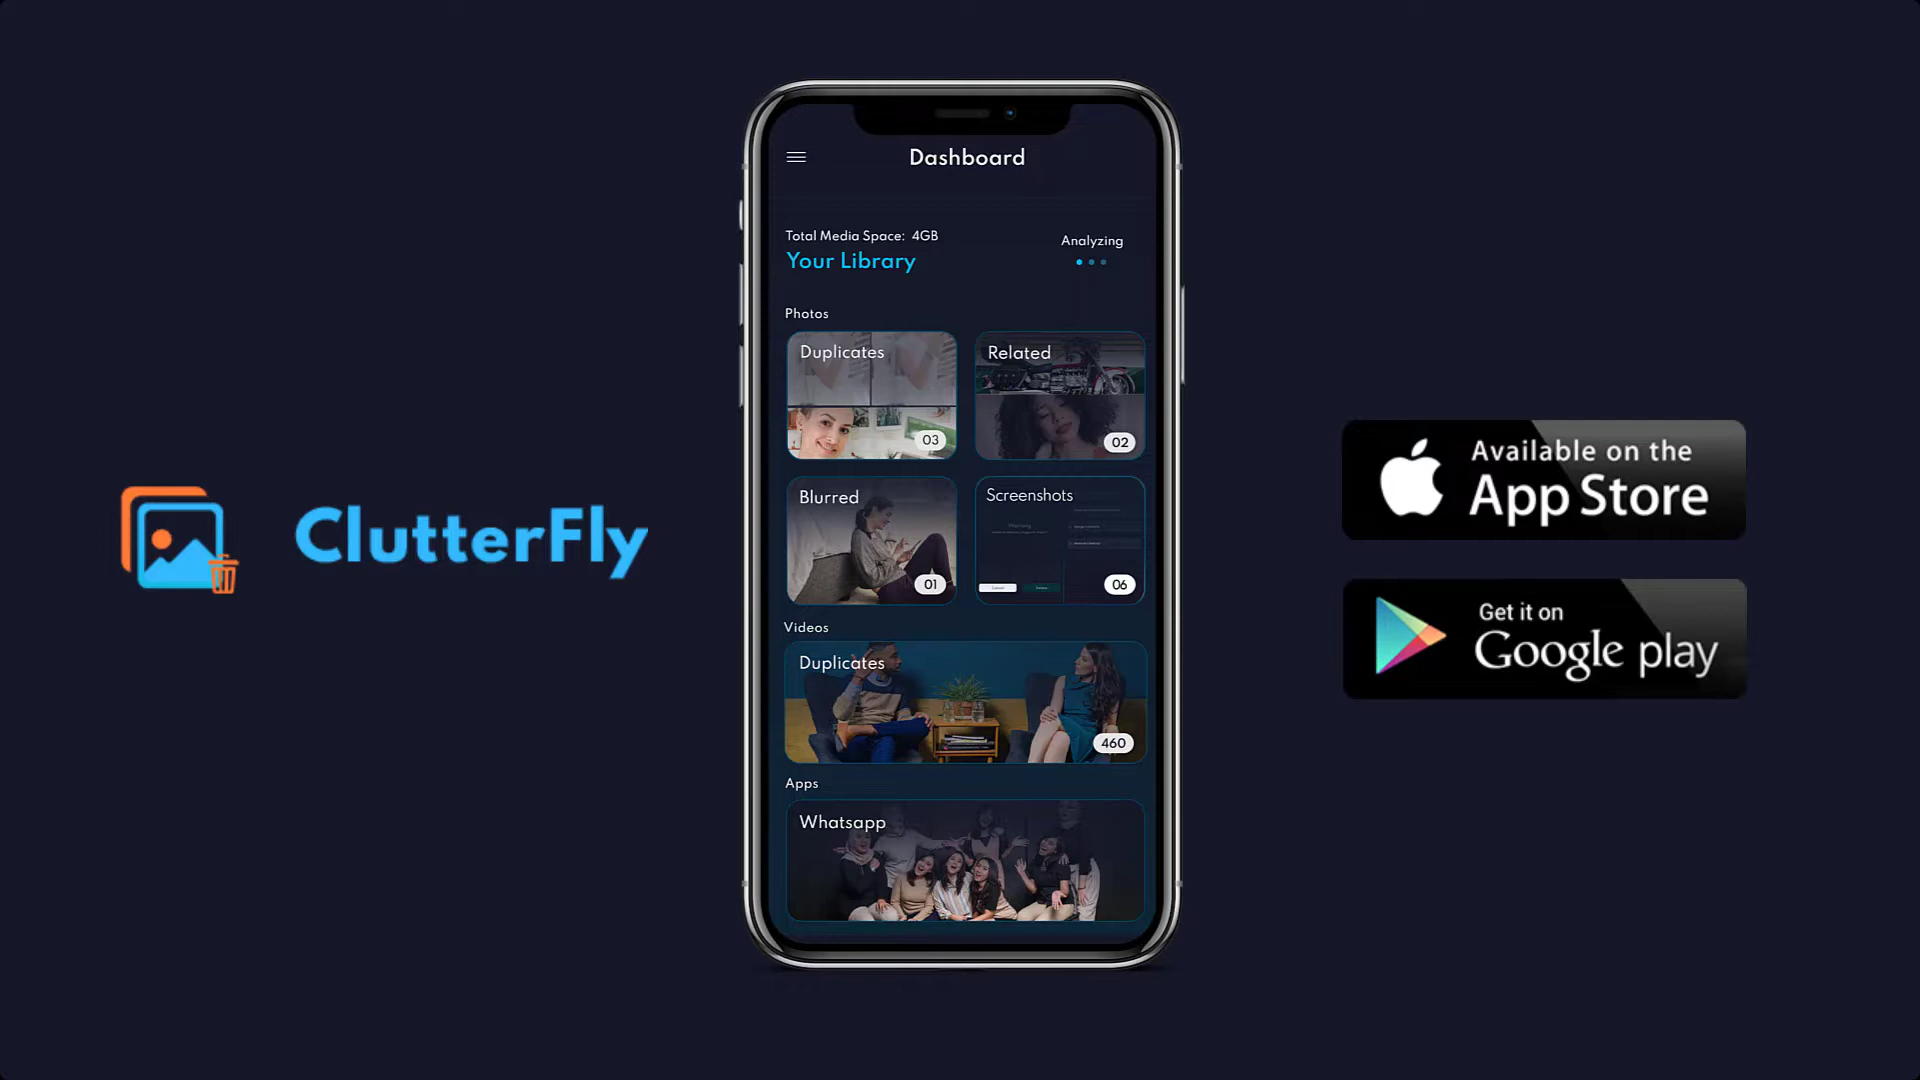 ClutterFly
Dashboard
Total Media Space: 4GB
Your Library
Analyzing
Photos
Duplicates
03
Related
02
Blurred
01
Screenshots
06
Videos
Duplicates
460
Apps
Whatsapp
Available on the
App Store
Get it on
Google play